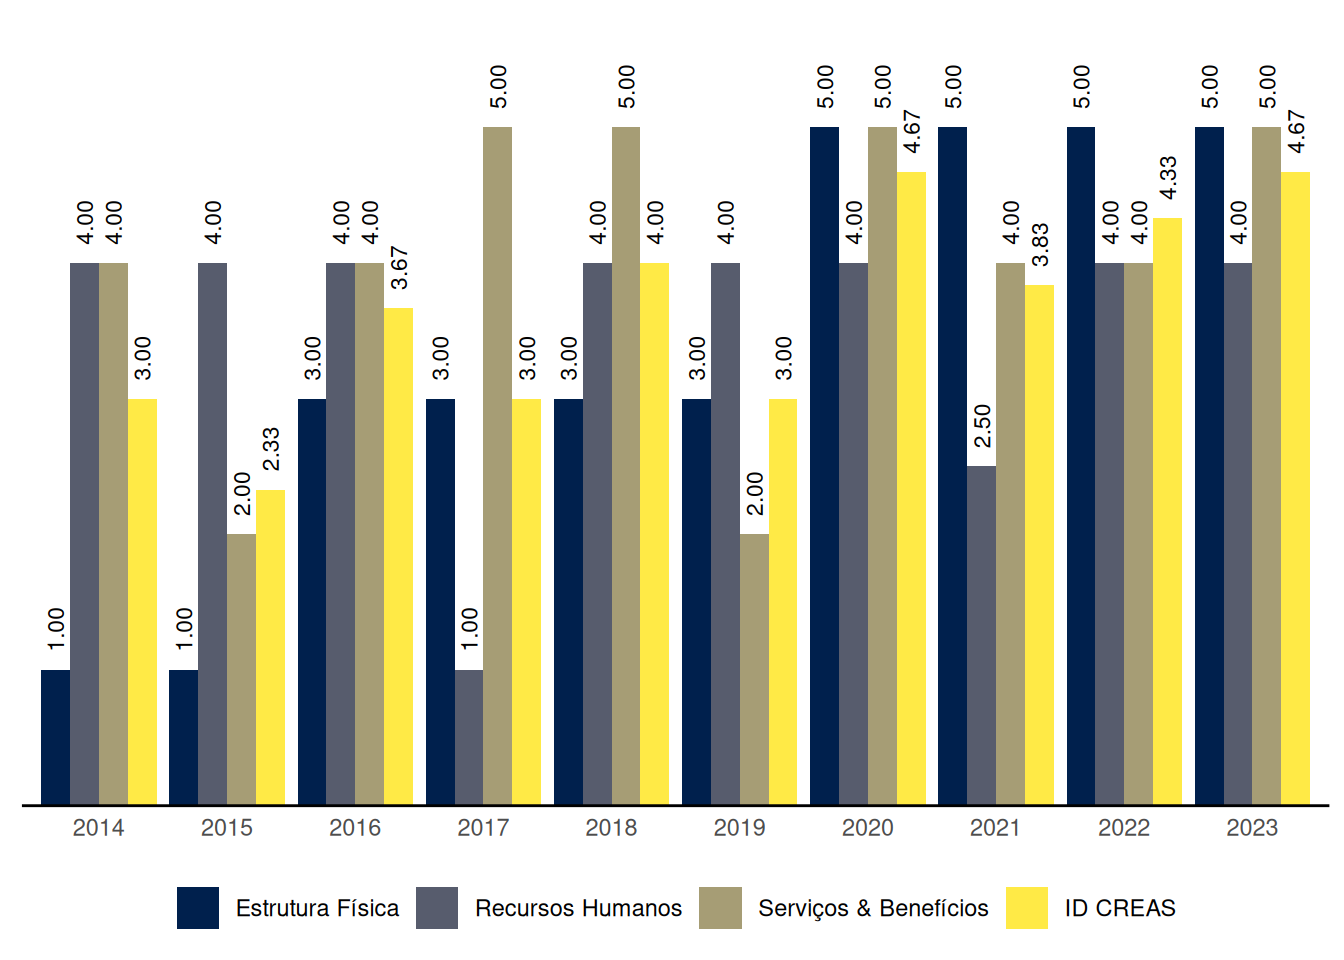 1.00 4.00 4.00 3.00
1.00 4.00 2.00 2.33
3.00 4.00 4.00 3.67
3.00 1.00 5.00 3.00
3.00 4.00 5.00 4.00
3.00 4.00 2.00 3.00
5.00 4.00 5.00 4.67
5.00 2.50 4.00 3.83
5.00 4.00 4.00 4.33
5.00 4.00 5.00 4.67
2014 2015 2016 2017 2018 2019 2020 2021 2022 2023
Estrutura Física Recursos Humanos Serviços & Benefícios ID CREAS